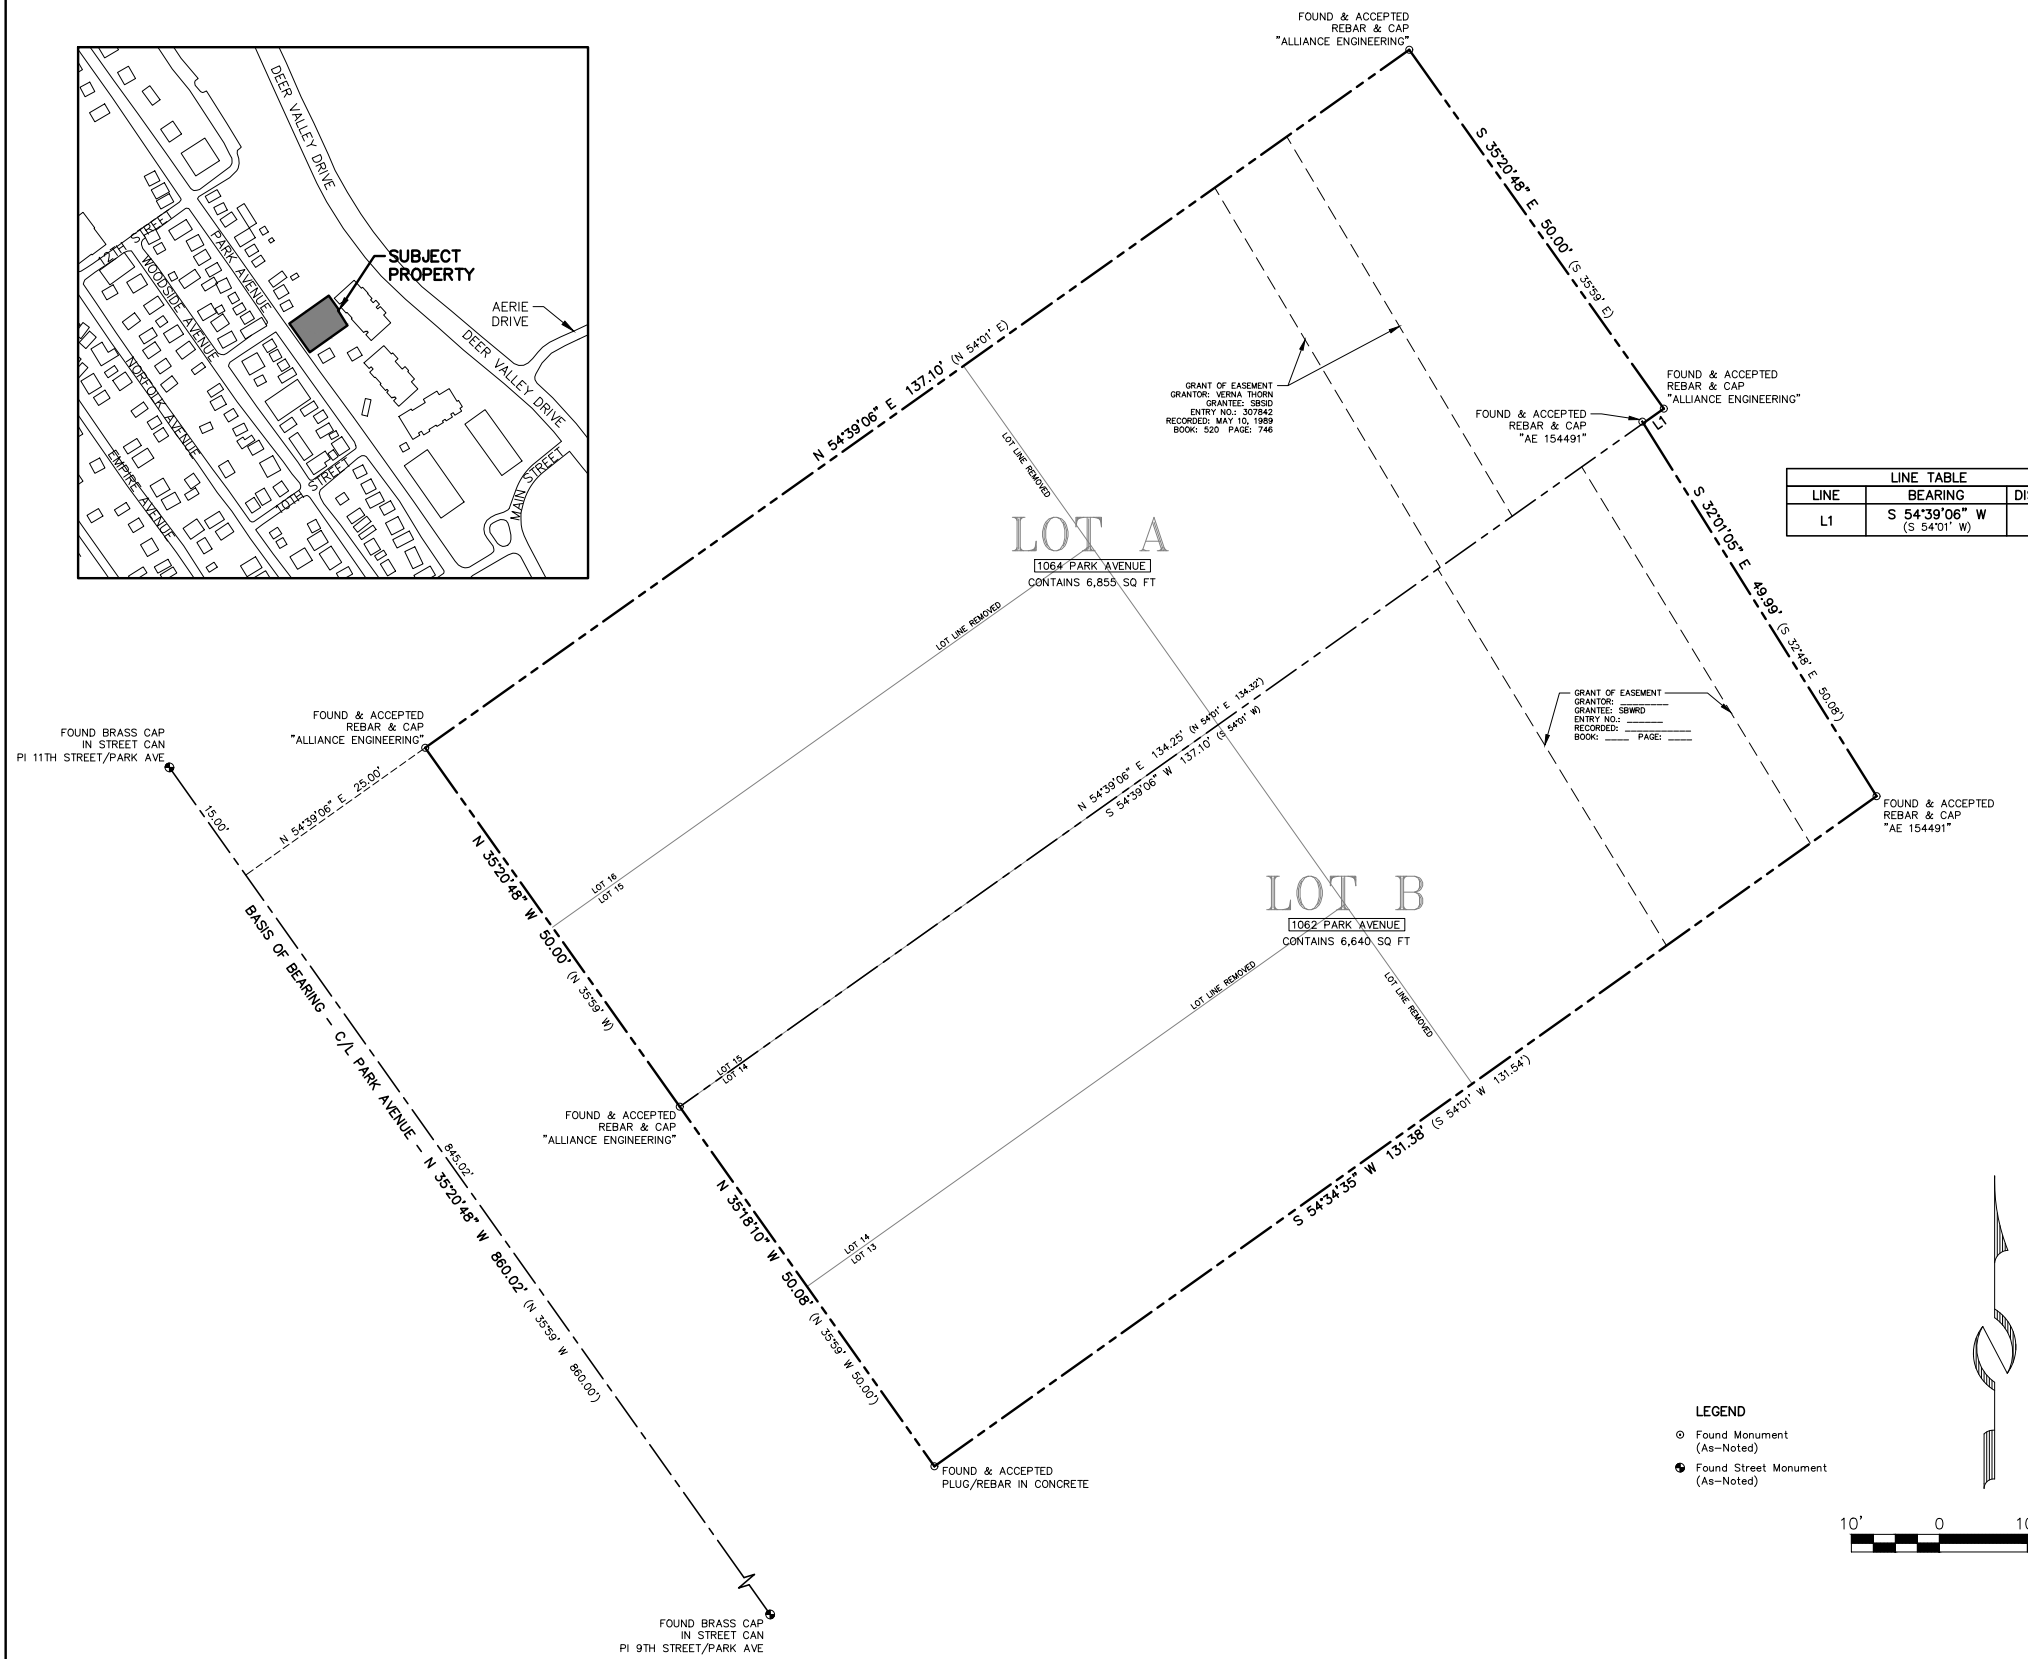 FOUND & ACCEPTED
REBAR & CAP
"ALLIANCE ENGINEERING"
DEER VALLEY DRIVE
12TH STREET
WOODSIDE AVENUE
PARK AVENUE
SUBJECT
PROPERTY
AERIE
DRIVE
DEER VALLEY DRIVE
NORFOLK AVENUE
EMPIRE AVENUE
10TH STREET
MAIN STREET
S 35°20'48" E 50.00' (S 35°59' E)
N 54°39'06" E 137.10' (N 54°01' E)
GRANT OF EASEMENT
GRANTOR: VERNA THORN
GRANTEE: SBSID
ENTRY NO.: 307842
RECORDED: MAY 10, 1989
BOOK: 520 PAGE: 746
FOUND & ACCEPTED
REBAR & CAP
"ALLIANCE ENGINEERING"
FOUND & ACCEPTED
REBAR & CAP
"AE 154491"
L1
LINE TABLE
LINE BEARING
L1 S 54°39'06" W
(S 54°01' W)
LOT LINE REMOVED
S 32°01'05" E 49.99' (S 32°48' E 50.08')
LOT A
1064 PARK AVENUE
CONTAINS 6,855 SQ FT
LOT LINE REMOVED
FOUND & ACCEPTED
REBAR & CAP
"ALLIANCE ENGINEERING"
FOUND BRASS CAP
IN STREET CAN
PI 11TH STREET/PARK AVE
15.00'
N 54°39'06" E 25.00'
N 54°39'06" E 134.25' (N 54°01' E 134.32')
S 54°39'06" W 137.10' (S 54°01' W)
GRANT OF EASEMENT
GRANTOR: ________
GRANTEE: SBWRD
ENTRY NO.: ______
RECORDED: ___________
BOOK: ____ PAGE: ____
FOUND & ACCEPTED
REBAR & CAP
"AE 154491"
N 35°20'48" W 50.00' (N 35°59' W)
LOT 16
LOT 15
LOT B
1062 PARK AVENUE
CONTAINS 6,640 SQ FT
LOT LINE REMOVED
LOT LINE REMOVED
BASIS OF BEARING - C/L PARK AVENUE - N 35°20'48" W 860.02' (N 35°59' W 860.00')
845.02'
LOT 15
LOT 14
FOUND & ACCEPTED
REBAR & CAP
"ALLIANCE ENGINEERING"
S 54°34'35" W 131.38' (S 54°01' W 131.54')
N 35°18'10" W 50.08' (N 35°59' W 50.00')
LOT 14
LOT 13
FOUND & ACCEPTED
PLUG/REBAR IN CONCRETE
LEGEND
Found Monument
(As-Noted)
Found Street Monument
(As-Noted)
10' 0
FOUND BRASS CAP
IN STREET CAN
PI 9TH STREET/PARK AVE